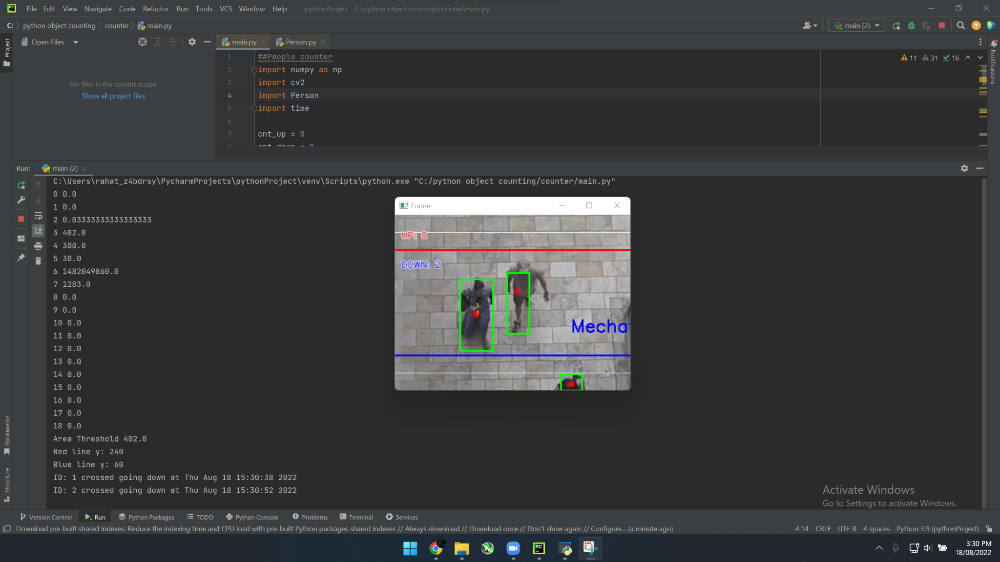 File Edit View Navigate Code Refactor Run Tools VCS Window Help pythonProject - C:\python object counting\counter\main.py
C: python object counting counter main.py
main (2)
Project
Open Files
main.py
Person.py
No files in the current scope.
Show all project files
1 ##People counter
2 import numpy as np
3 import cv2
4 import Person
5 import time
6
7 cnt_up = 0
8 cnt_down = 0
11 31 16
Notifications
Run: main (2)
C:\Users\rahat_z4bdrsy\PycharmProjects\pythonProject\venv\Scripts\python.exe "C:/python object counting/counter/main.py"
0 0.0
1 0.0
2 0.03333333333333333
3 402.0
4 300.0
5 30.0
6 1482049860.0
7 1283.0
8 0.0
9 0.0
10 0.0
11 0.0
12 0.0
13 0.0
14 0.0
15 0.0
16 0.0
17 0.0
18 0.0
Area Threshold 402.0
Red line y: 240
Blue line y: 60
ID: 1 crossed going down at Thu Aug 18 15:30:38 2022
ID: 2 crossed going down at Thu Aug 18 15:30:52 2022
Frame
UP: 0
DOWN: 2
3
Mecha
Bookmarks
Structure
Activate Windows
Go to Settings to activate Windows.
Version Control Run Python Packages TODO Python Console Problems Terminal Services
Download pre-built shared indexes: Reduce the indexing time and CPU load with pre-built Python packages shared indexes // Always download // Download once // Don't show again // Configure... (a minute ago)
4:14 CRLF UTF-8 4 spaces Python 3.9 (pythonProject)
3:30 PM
18/08/2022